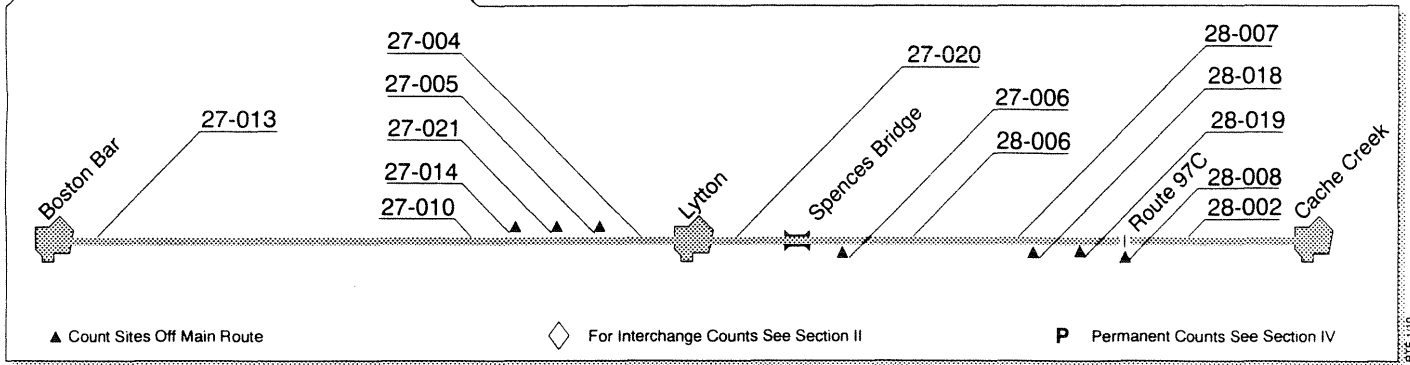 27-004
28-007
27-020
27-005
28-018
27-006
27-013
27-021
28-019
28-006
Boston Bar
Lytton
Spences Bridge
Route 97C
Cache Creek
27-014
28-008
27-010
28-002
Count Sites Off Main Route
For Interchange Counts See Section II
P Permanent Counts See Section IV